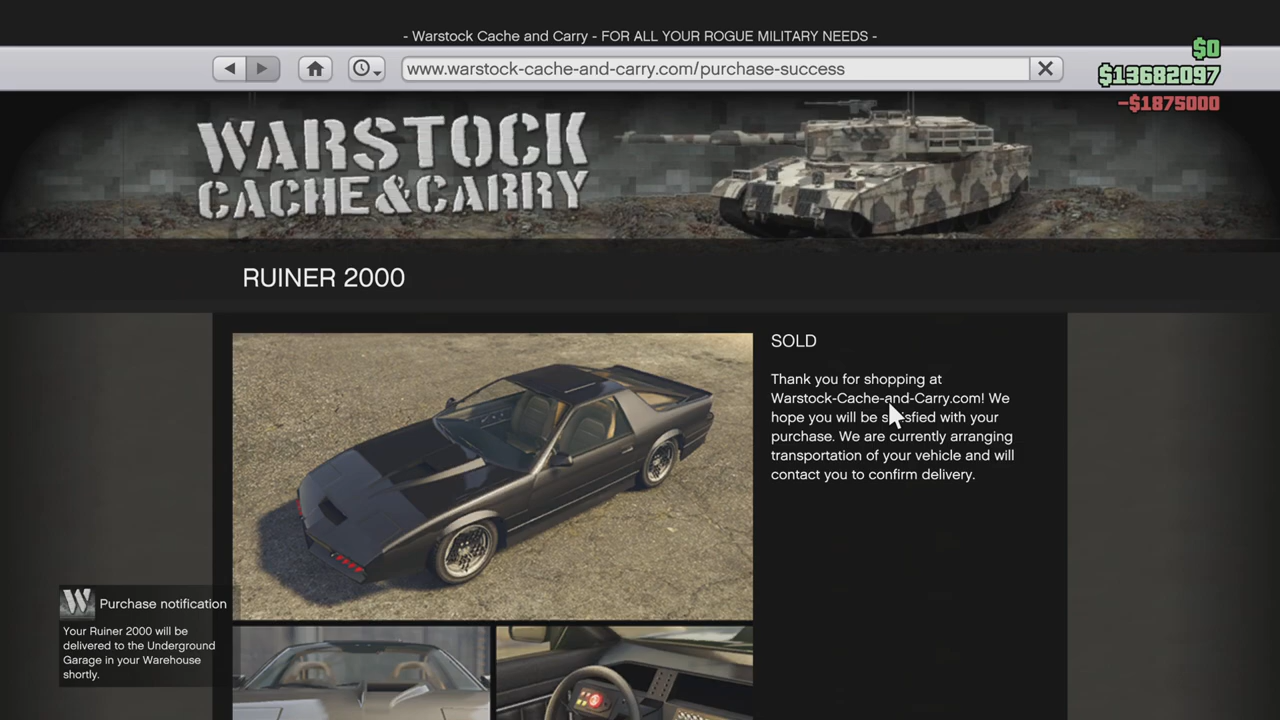 - Warstock Cache and Carry - FOR ALL YOUR ROGUE MILITARY NEEDS -
www.warstock-cache-and-carry.com/purchase-success
$0
$13682097
-$1875000
WARSTOCK
CACHE&CARRY
RUINER 2000
SOLD
Thank you for shopping at
Warstock-Cache-and-Carry.com! We
hope you will be satisfied with your
purchase. We are currently arranging
transportation of your vehicle and will
contact you to confirm delivery.
W
Purchase notification
Your Ruiner 2000 will be
delivered to the Underground
Garage in your Warehouse
shortly.